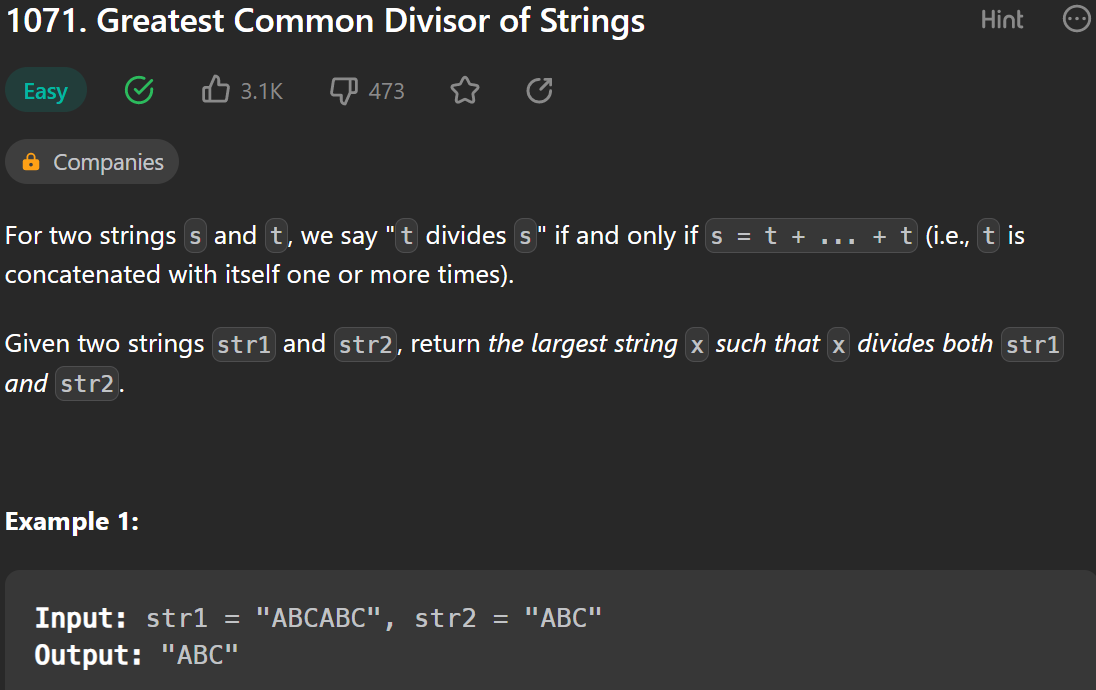 1071. Greatest Common Divisor of Strings
Hint
Easy
3.1K
473
Companies
For two strings s and t, we say "t divides s" if and only if s = t + ... + t (i.e., t is
concatenated with itself one or more times).
Given two strings str1 and str2, return the largest string x such that x divides both str1
and str2.
Example 1:
Input: str1 = "ABCABC", str2 = "ABC"
Output: "ABC"